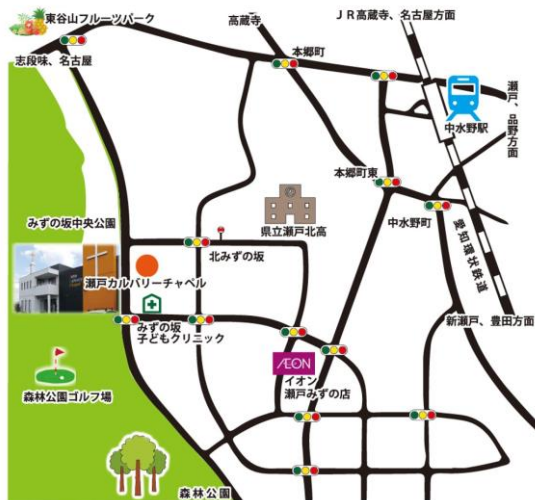 東谷山フルーツパーク
志段味、名古屋
高蔵寺
JR高蔵寺、名古屋方面
本郷町
中水野駅
瀬戸、品野方面
本郷町東
中水野町
県立瀬戸北高
みずの坂中央公園
北みずの坂
愛知環状鉄道
瀬戸カルバリーチャペル
みずの坂
子どもクリニック
新瀬戸、豊田方面
ÆON
イオン
瀬戸みずの店
森林公園ゴルフ場
森林公園